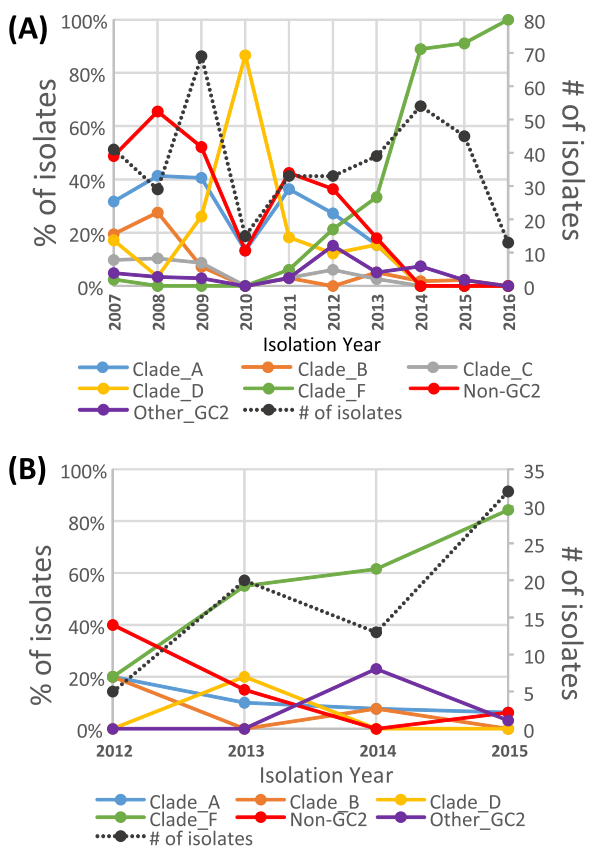 (A)
100%
80%
60%
40%
20%
0%
% of isolates
80
70
60
50
40
30
20
10
0
# of isolates
2007 2008 2009 2010 2011 2012 2013 2014 2015 2016
Isolation Year
Clade_A Clade_B Clade_C
Clade_D Clade_F Non-GC2
Other_GC2 # of isolates
(B)
100%
80%
60%
40%
20%
0%
% of isolates
35
30
25
20
15
10
5
0
# of isolates
2012 2013 2014 2015
Isolation Year
Clade_A Clade_B Clade_D
Clade_F Non-GC2 Other_GC2
# of isolates